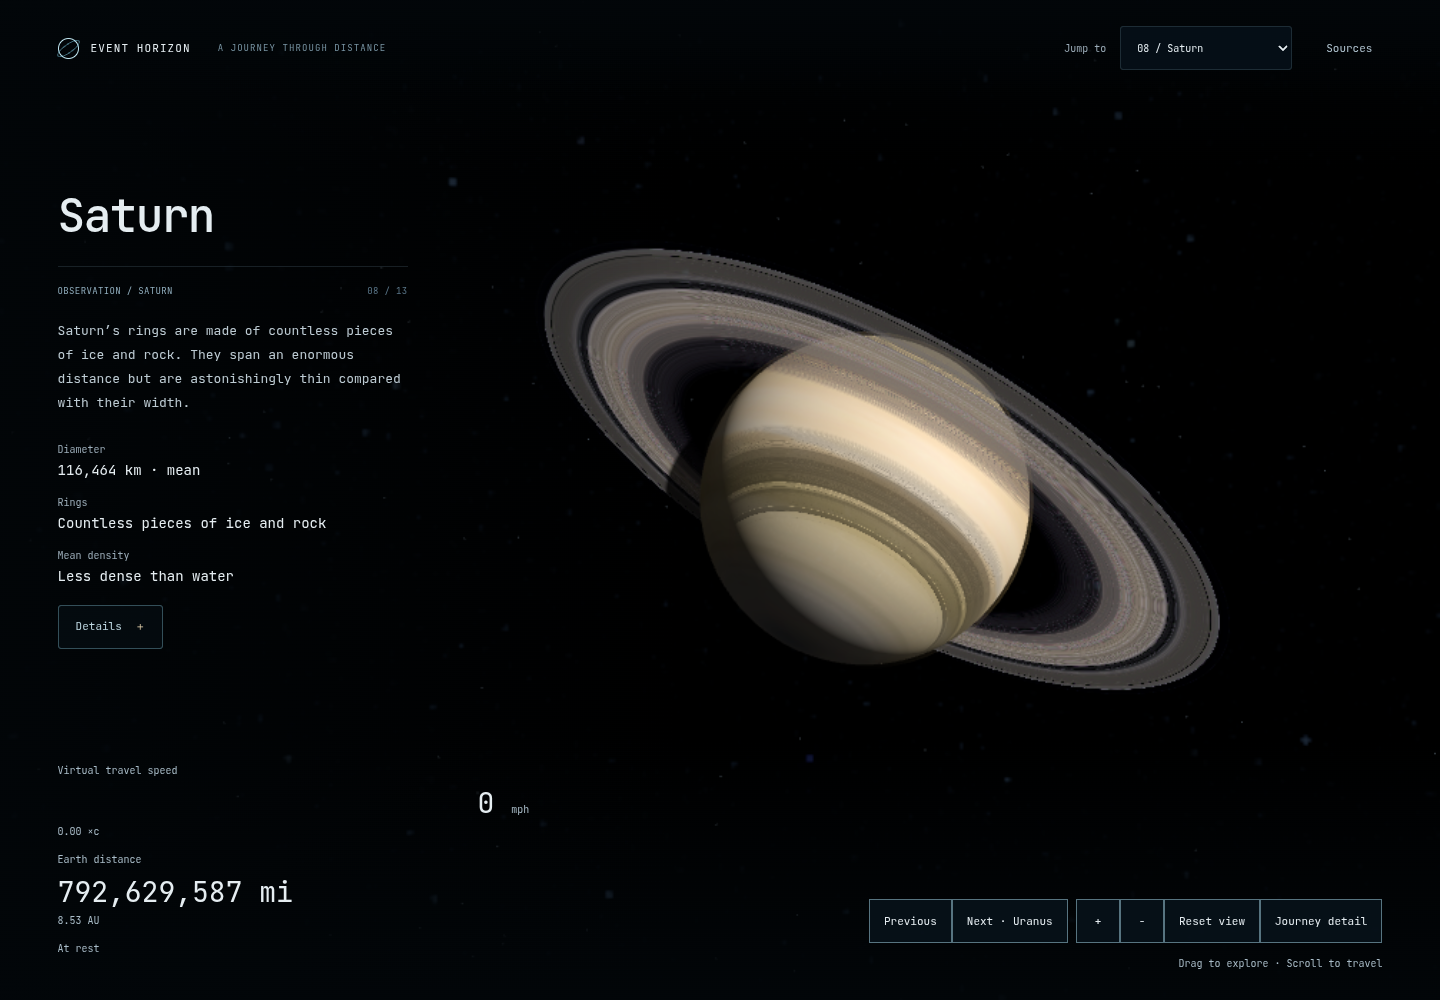 EVENT HORIZON
A JOURNEY THROUGH DISTANCE
Jump to
08 / Saturn
Sources
Saturn
OBSERVATION / SATURN
08 / 13
Saturn’s rings are made of countless pieces
of ice and rock. They span an enormous
distance but are astonishingly thin compared
with their width.
Diameter
116,464 km · mean
Rings
Countless pieces of ice and rock
Mean density
Less dense than water
Details +
Virtual travel speed
0 mph
0.00 ×c
Earth distance
792,629,587 mi
8.53 AU
At rest
Previous
Next · Uranus
+
-
Reset view
Journey detail
Drag to explore · Scroll to travel